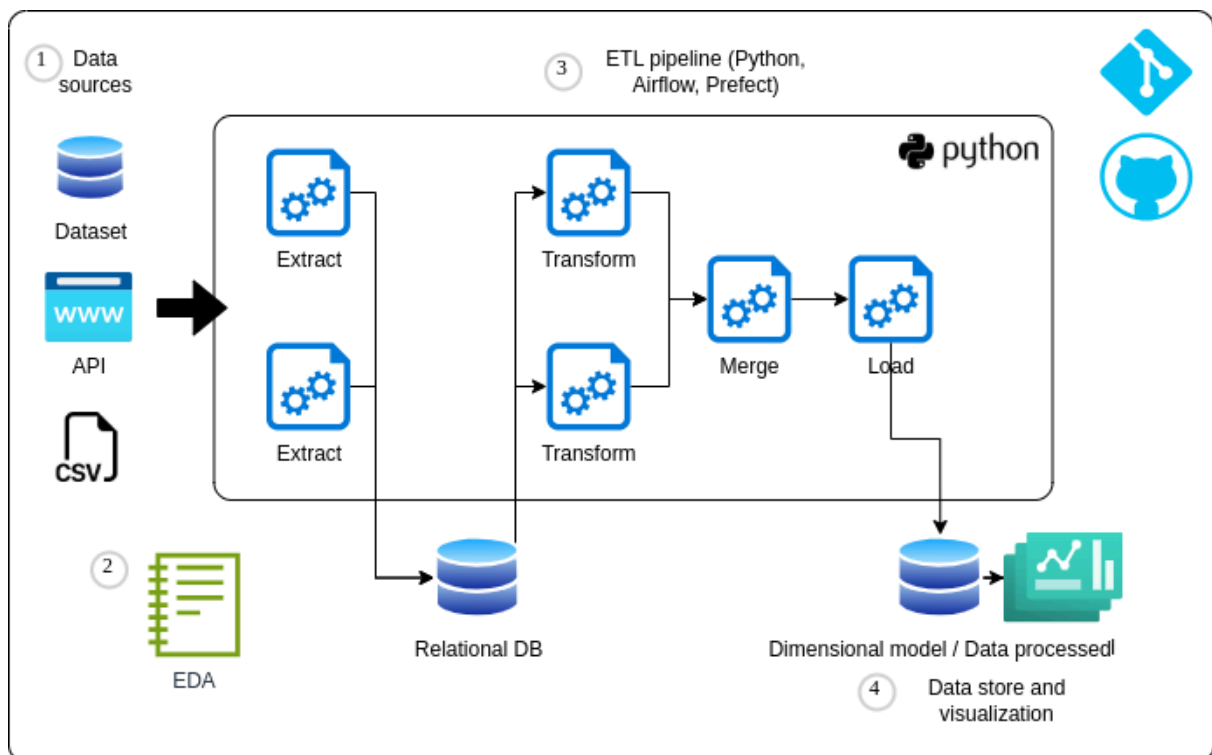 1
Data
sources
3
ETL pipeline (Python,
Airflow, Prefect)
python
Dataset
Extract
Transform
www
API
Merge
Load
CSV
Extract
Transform
2
EDA
Relational DB
Dimensional model / Data processed
4
Data store and
visualization